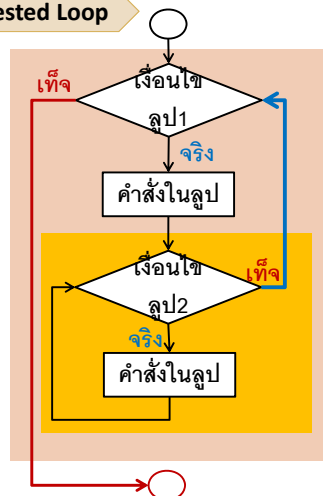 ested Loop
เงื่อนไข
ลูป1
เท็จ
จริง
คำสั่งในลูป
เงื่อนไข
ลูป2
เท็จ
จริง
คำสั่งในลูป